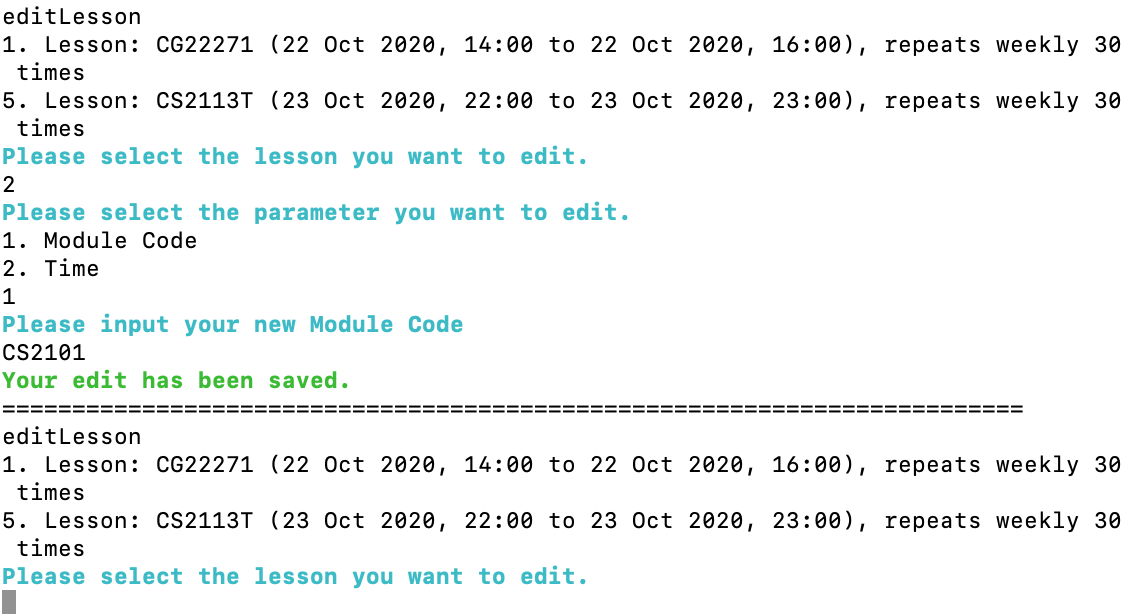 editLesson
1. Lesson: CG22271 (22 Oct 2020, 14:00 to 22 Oct 2020, 16:00), repeats weekly 30
times
5. Lesson: CS2113T (23 Oct 2020, 22:00 to 23 Oct 2020, 23:00), repeats weekly 30
times
Please select the lesson you want to edit.
2
Please select the parameter you want to edit.
1. Module Code
2. Time
1
Please input your new Module Code
CS2101
Your edit has been saved.
=========================================================================
editLesson
1. Lesson: CG22271 (22 Oct 2020, 14:00 to 22 Oct 2020, 16:00), repeats weekly 30
times
5. Lesson: CS2113T (23 Oct 2020, 22:00 to 23 Oct 2020, 23:00), repeats weekly 30
times
Please select the lesson you want to edit.